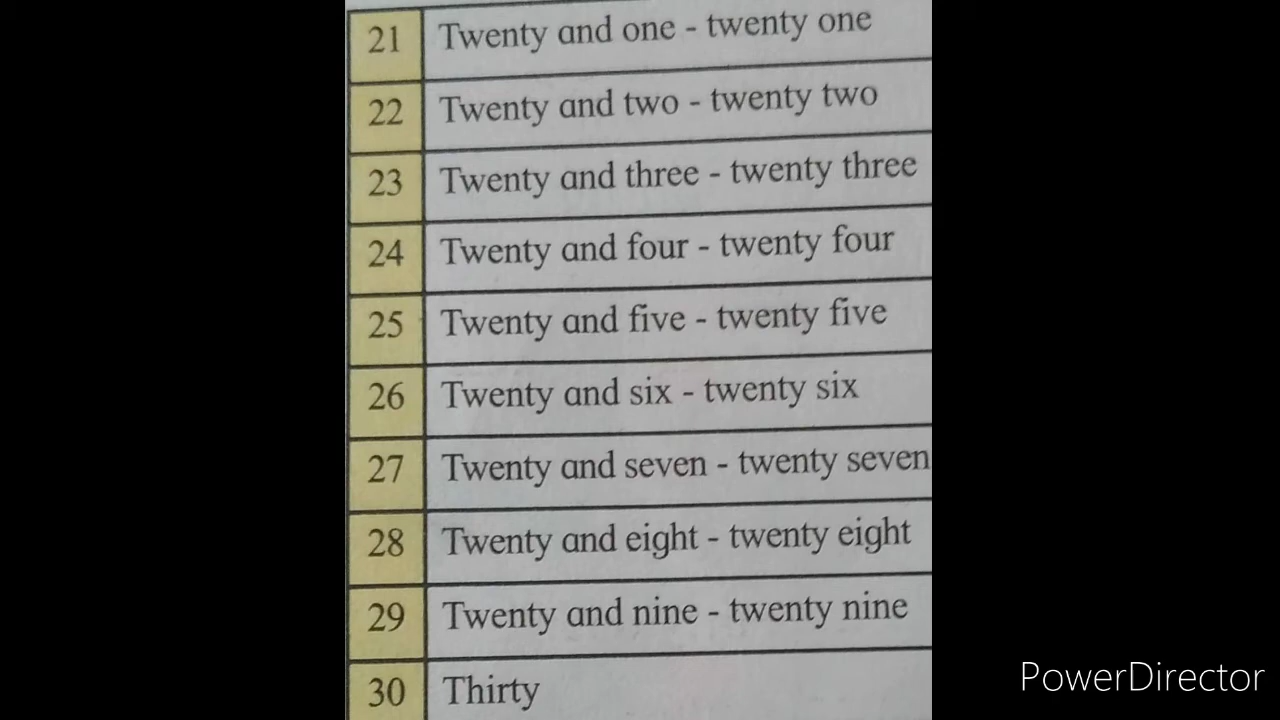 21 Twenty and one - twenty one
22 Twenty and two - twenty two
23 Twenty and three - twenty three
24 Twenty and four - twenty four
25 Twenty and five - twenty five
26 Twenty and six - twenty six
27 Twenty and seven - twenty seven
28 Twenty and eight - twenty eight
29 Twenty and nine - twenty nine
30 Thirty
PowerDirector